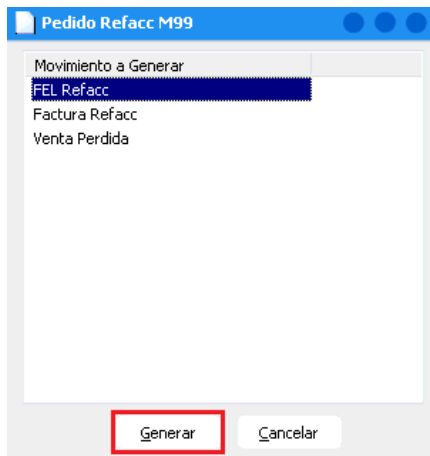 Pedido Refacc M99
Movimiento a Generar
FEL Refacc
Factura Refacc
Venta Perdida
Generar Cancelar